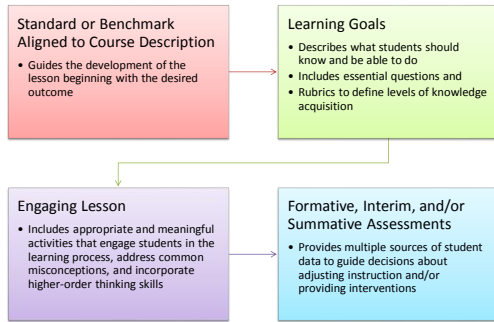 Standard or Benchmark
Aligned to Course Description
• Guides the development of the
lesson beginning with the desired
outcome
Learning Goals
• Describes what students should
know and be able to do
• Includes essential questions and
• Rubrics to define levels of knowledge
acquisition
Engaging Lesson
• Includes appropriate and meaningful
activities that engage students in the
learning process, address common
misconceptions, and incorporate
higher-order thinking skills
Formative, Interim, and/or
Summative Assessments
• Provides multiple sources of student
data to guide decisions about
adjusting instruction and/or
providing interventions